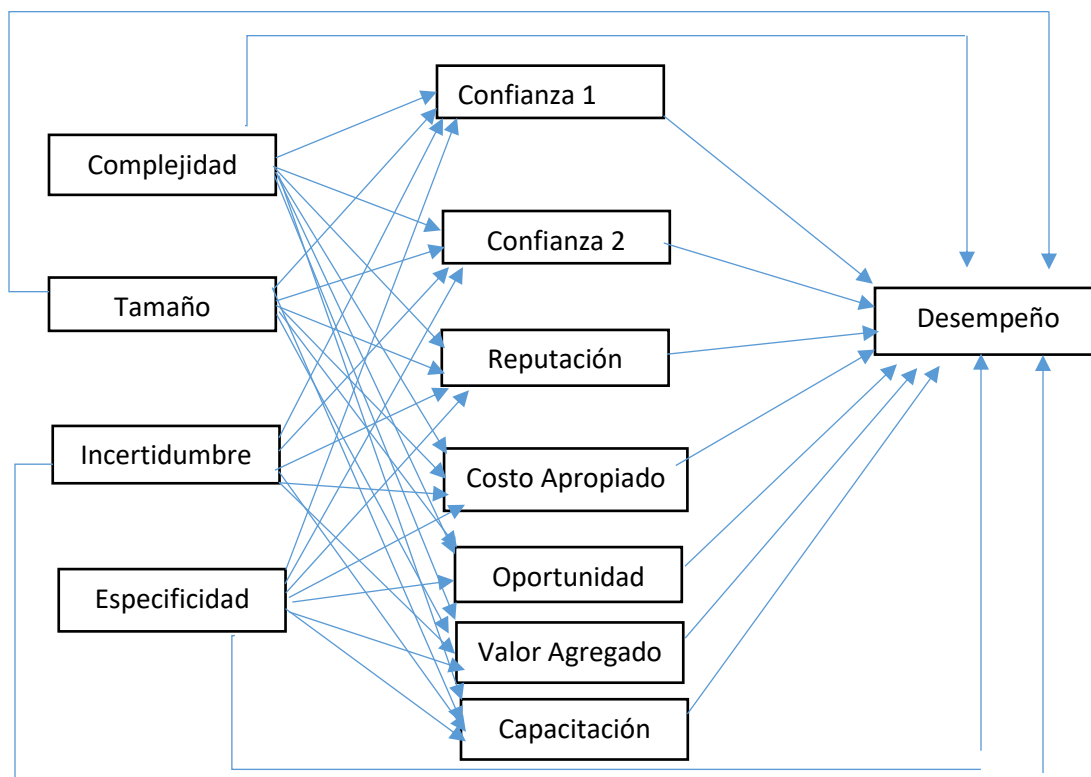 Complejidad
Tamaño
Incertidumbre
Especificidad
Confianza 1
Confianza 2
Reputación
Costo Apropiado
Oportunidad
Valor Agregado
Capacitación
Desempeño